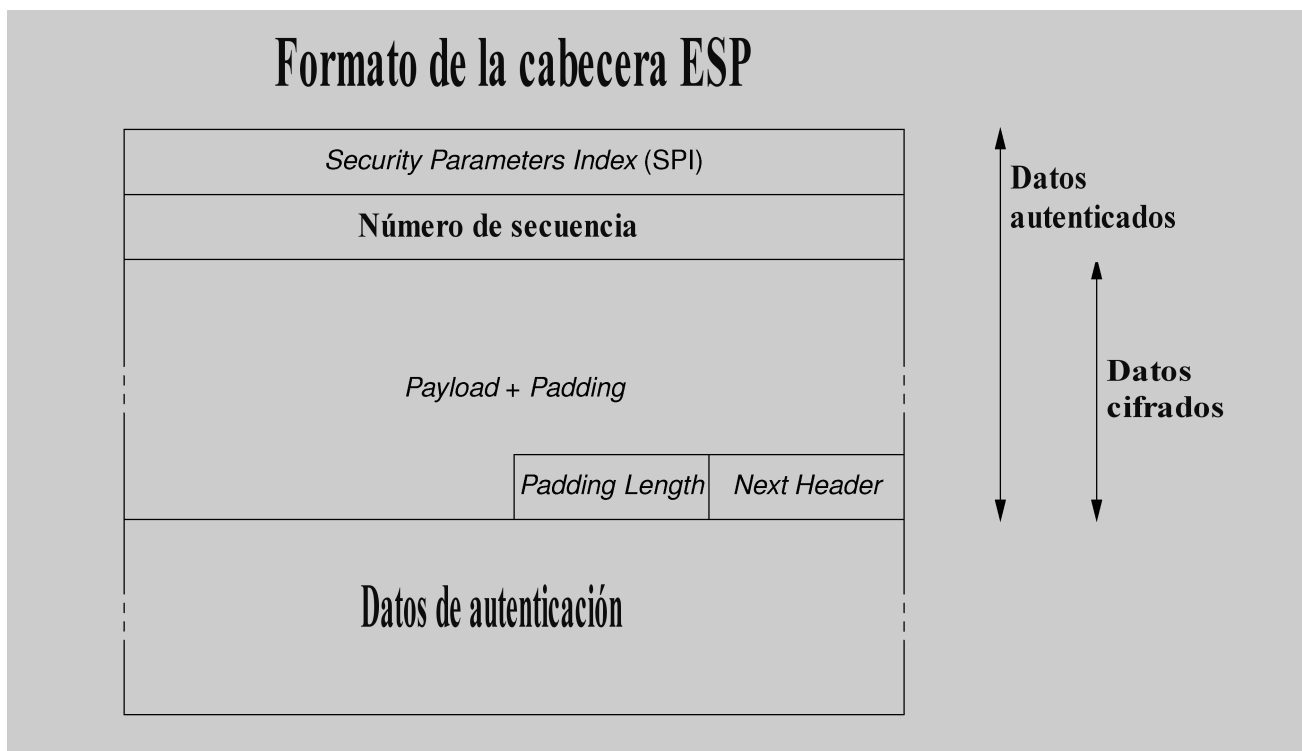 Formato de la cabecera ESP
Security Parameters Index (SPI)
Datos
autenticados
Número de secuencia
Payload + Padding
Datos
cifrados
Padding Length
Next Header
Datos de autenticación